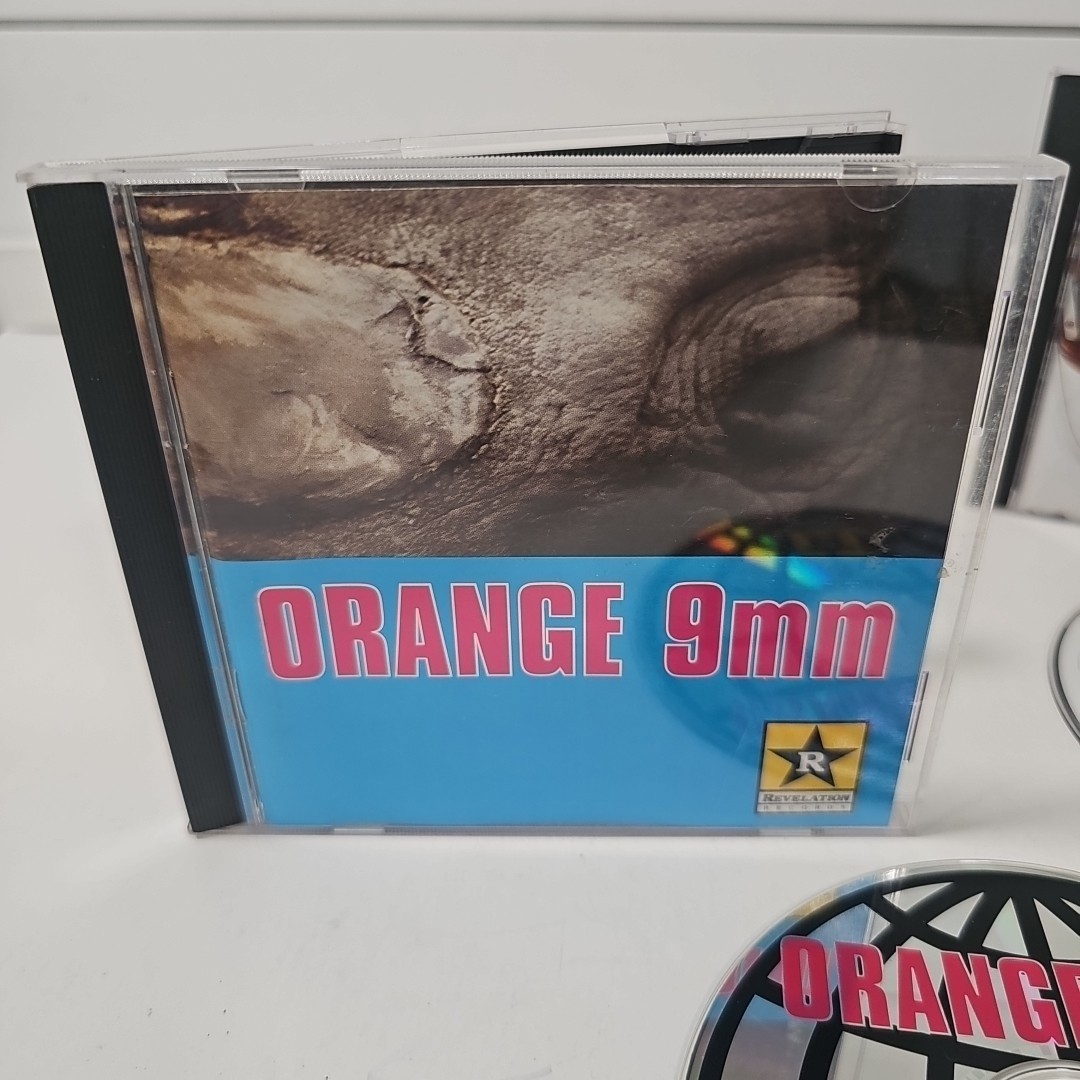 ORANGE 9mm
R
REVELATION
RECORDS
ORANGE